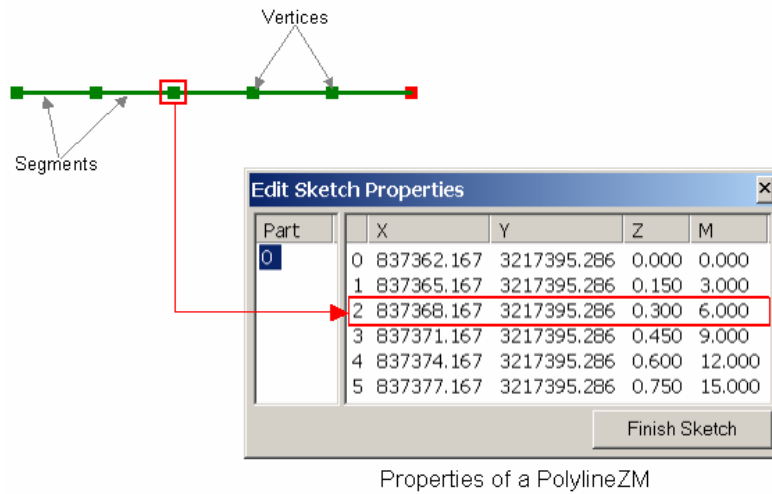 Vertices
Segments
Edit Sketch Properties
Part X Y Z M
0
0 837362.167 3217395.286 0.000 0.000
1 837365.167 3217395.286 0.150 3.000
2 837368.167 3217395.286 0.300 6.000
3 837371.167 3217395.286 0.450 9.000
4 837374.167 3217395.286 0.600 12.000
5 837377.167 3217395.286 0.750 15.000
Finish Sketch
Properties of a PolylineZM